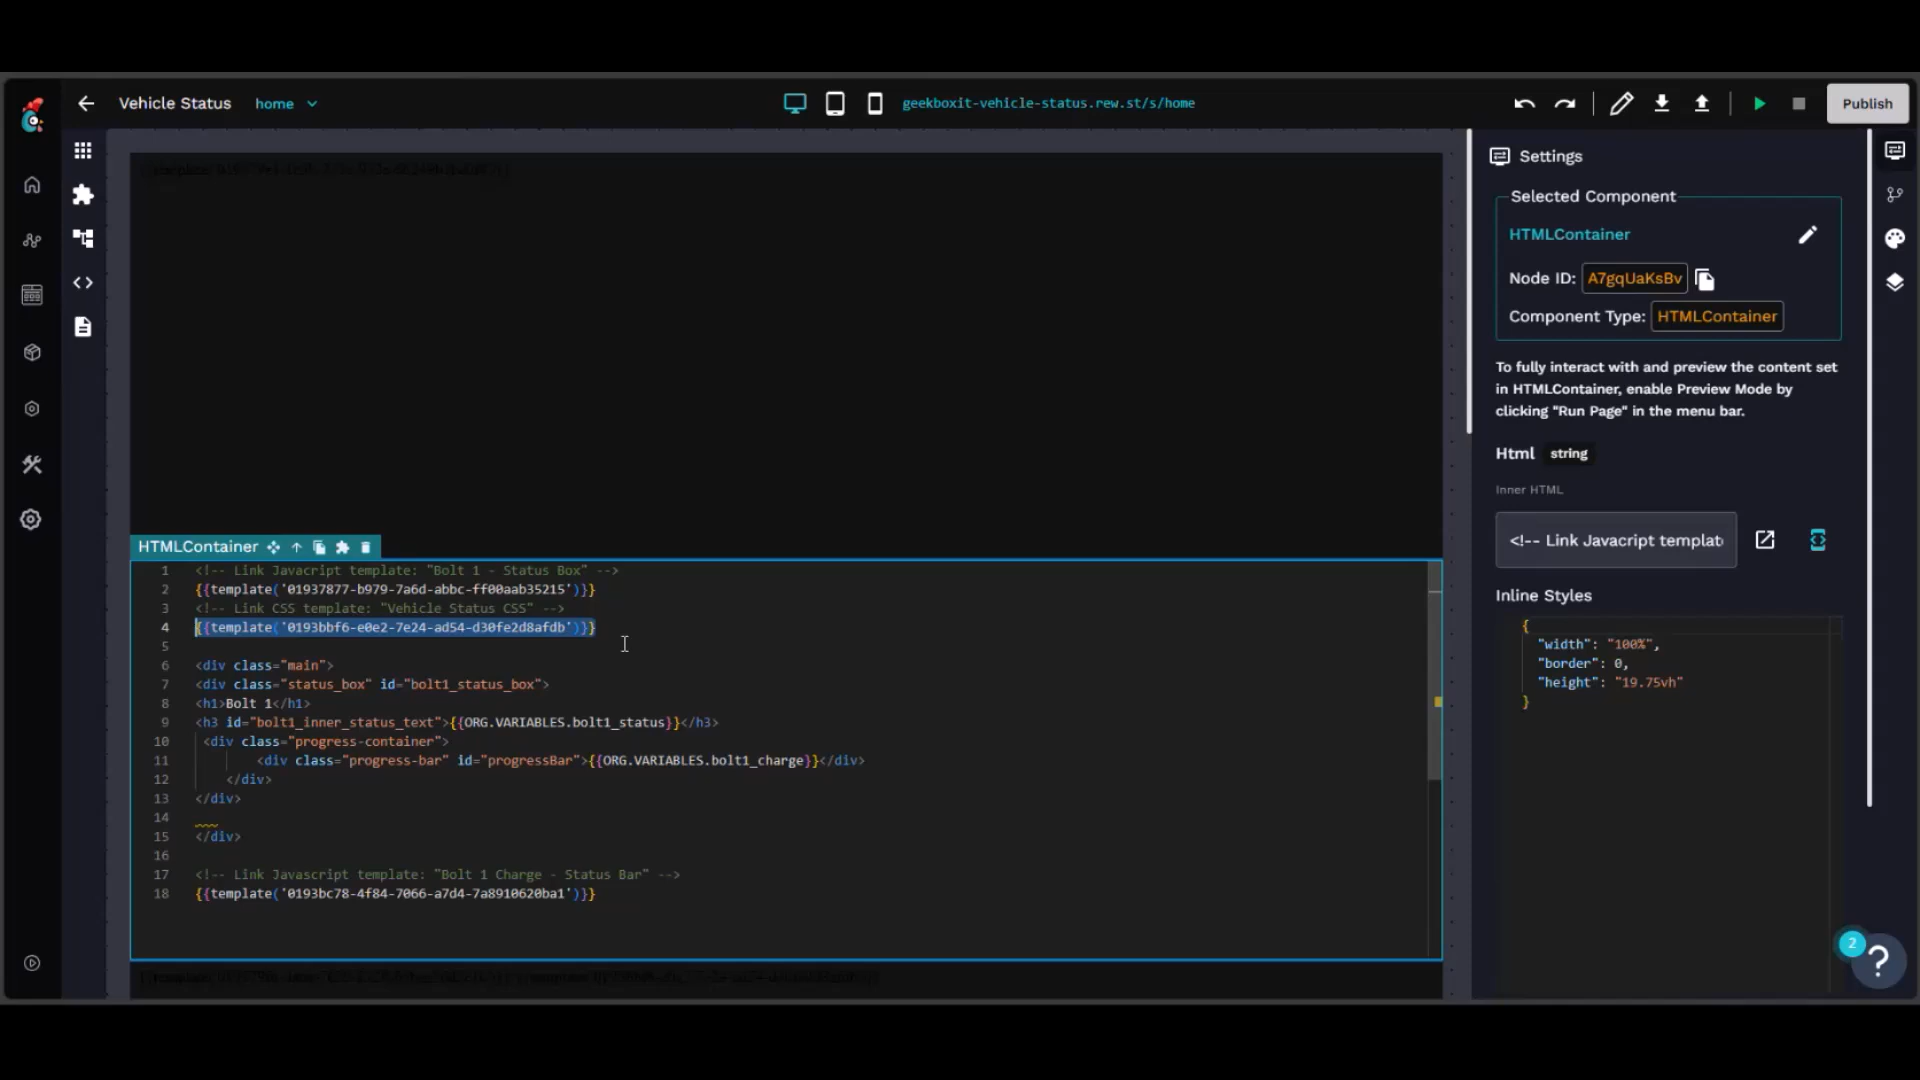 Vehicle Status home
geekboxit-vehicle-status.rew.st/s/home
Publish
Settings
Selected Component
HTMLContainer
Node ID: A7gqUaKsBv
Component Type: HTMLContainer
To fully interact with and preview the content set
in HTMLContainer, enable Preview Mode by
clicking "Run Page" in the menu bar.
Html string
Inner HTML
<!-- Link Javacript templat
Inline Styles
{
"width": "100%",
"border": 0,
"height": "19.75vh"
}
HTMLContainer
1 <!-- Link Javacript template: "Bolt 1 - Status Box" -->
2 {{template('01937877-b979-7a6d-abbc-ff00aab35215')}}
3 <!-- Link CSS template: "Vehicle Status CSS" -->
4 {{template('0193bbf6-e0e2-7e24-ad54-d30fe2d8afdb')}}
5
6 <div class="main">
7 <div class="status_box" id="bolt1_status_box">
8 <h1>Bolt 1</h1>
9 <h3 id="bolt1_inner_status_text">{{ORG.VARIABLES.bolt1_status}}</h3>
10 <div class="progress-container">
11 <div class="progress-bar" id="progressBar">{{ORG.VARIABLES.bolt1_charge}}</div>
12 </div>
13 </div>
14
15 </div>
16
17 <!-- Link Javascript template: "Bolt 1 Charge - Status Bar" -->
18 {{template('0193bc78-4f84-7066-a7d4-7a8910620ba1')}}
2
?